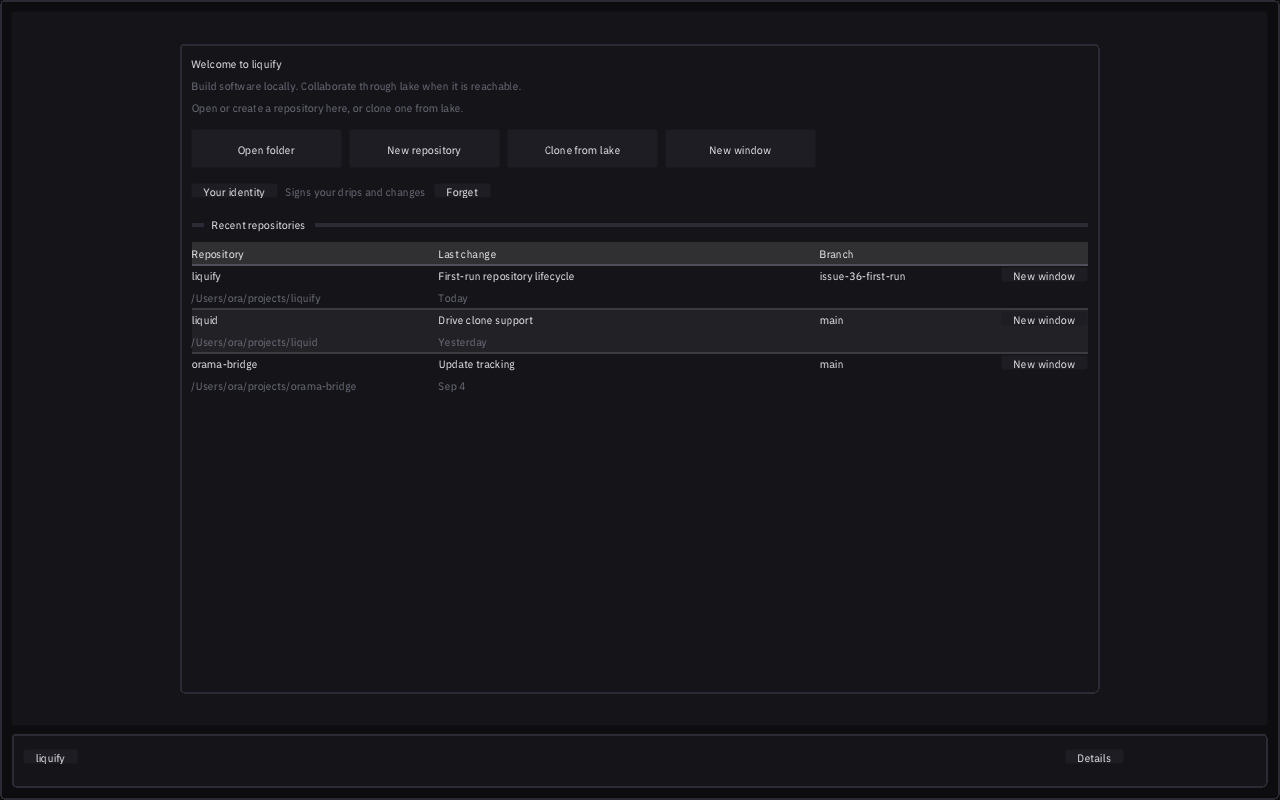 Welcome to liquify
Build software locally. Collaborate through lake when it is reachable.
Open or create a repository here, or clone one from lake.
Open folder New repository Clone from lake New window
Your identity Signs your drips and changes Forget
Recent repositories
Repository Last change Branch
liquify First-run repository lifecycle issue-36-first-run New window
/Users/ora/projects/liquify Today
liquid Drive clone support main New window
/Users/ora/projects/liquid Yesterday
orama-bridge Update tracking main New window
/Users/ora/projects/orama-bridge Sep 4
liquify Details